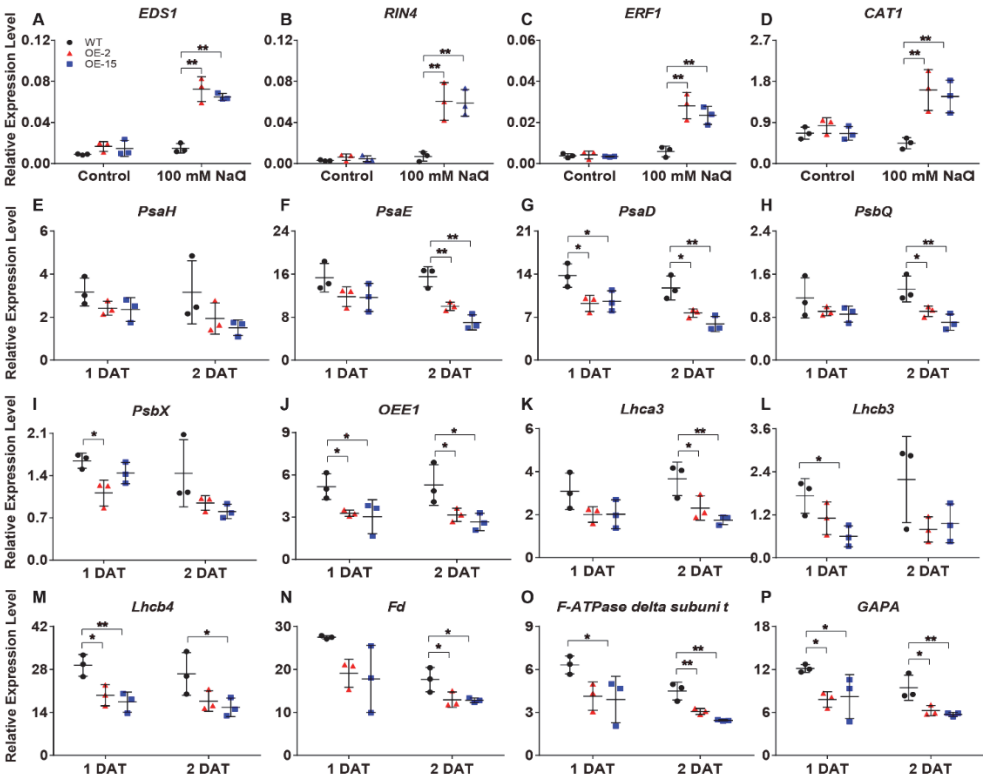 A EDS1 B RIN4 C ERF1 D CAT1
Relative Expression Level
0.12 0.12 0.06 2.7
WT
OE-2
OE-15
** ** ** **
** ** ** **
0.08 0.08 0.04 1.8
0.04 0.04 0.02 0.9
0.00 0.00 0.00 0.0
Control 100 mM NaCl Control 100 mM NaCl Control 100 mM NaCl Control 100 mM NaCl
E PsaH F PsaE G PsaD H PsbQ
Relative Expression Level
6 24 21 2.4
** * ** **
** * * *
4 16 14 1.6
2 8 7 0.8
0 0 0 0.0
1 DAT 2 DAT 1 DAT 2 DAT 1 DAT 2 DAT 1 DAT 2 DAT
I PsbX J OEE1 K Lhca3 L Lhcb3
Relative Expression Level
2.1 9 6 3.6
* * * ** *
* * *
1.4 6 4 2.4
0.7 3 2 1.2
0.0 0 0 0.0
1 DAT 2 DAT 1 DAT 2 DAT 1 DAT 2 DAT 1 DAT 2 DAT
M Lhcb4 N Fd O F-ATPase delta subuni t P GAPA
Relative Expression Level
42 30 9 18
** * * * ** * **
* * ** * *
28 20 6 12
14 10 3 6
0 0 0 0
1 DAT 2 DAT 1 DAT 2 DAT 1 DAT 2 DAT 1 DAT 2 DAT